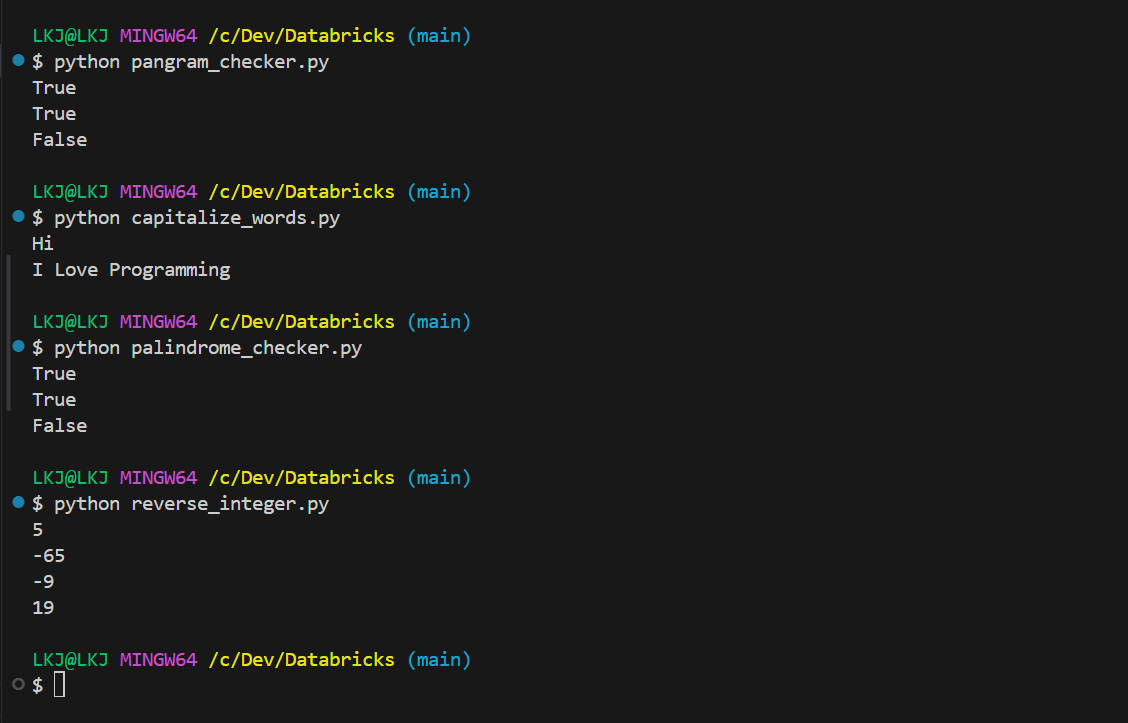 LKJ@LKJ MINGW64 /c/Dev/Databricks (main)
$ python pangram_checker.py
True
True
False
LKJ@LKJ MINGW64 /c/Dev/Databricks (main)
$ python capitalize_words.py
Hi
I Love Programming
LKJ@LKJ MINGW64 /c/Dev/Databricks (main)
$ python palindrome_checker.py
True
True
False
LKJ@LKJ MINGW64 /c/Dev/Databricks (main)
$ python reverse_integer.py
5
-65
-9
19
LKJ@LKJ MINGW64 /c/Dev/Databricks (main)
$